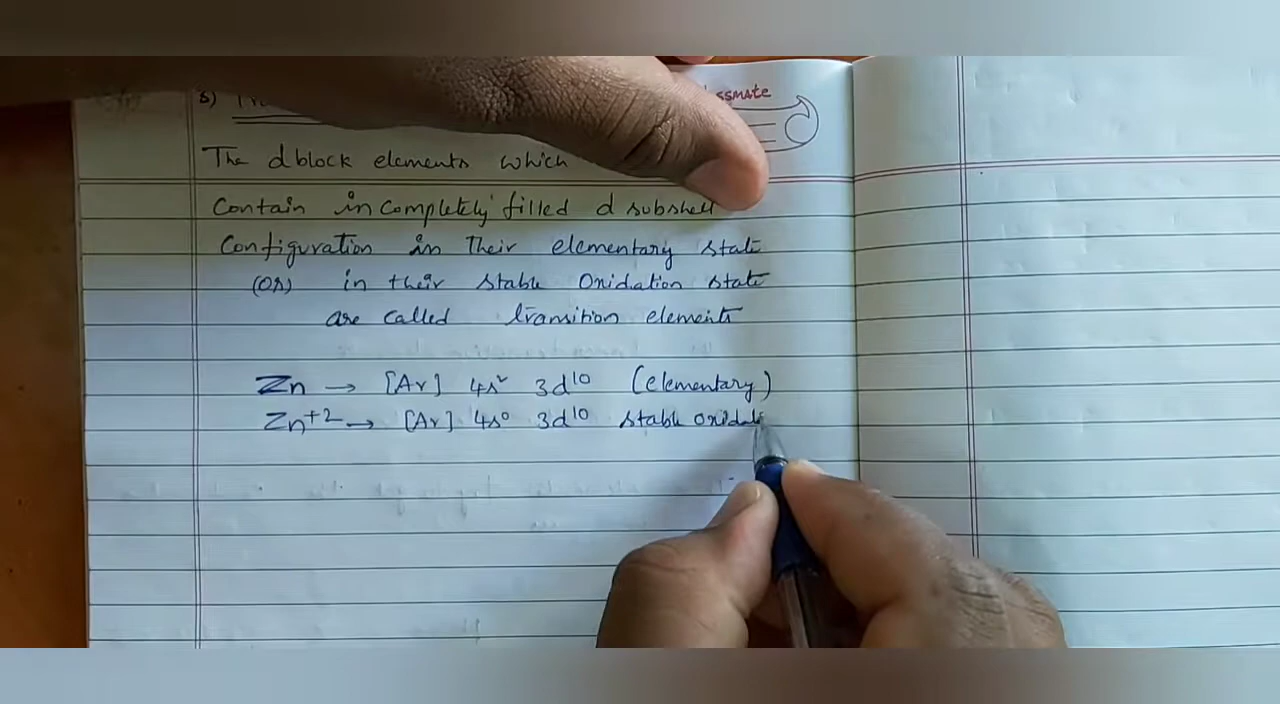 ssmate
The dblock elements which
Contain incompletely filled d subshell
Configuration in Their elementary state
(OR) in their stable Oxidation state
are called transition elements
Zn → [Ar] 4s² 3d¹⁰ (elementary)
Zn⁺² → [Ar] 4s⁰ 3d¹⁰ stable oxidati